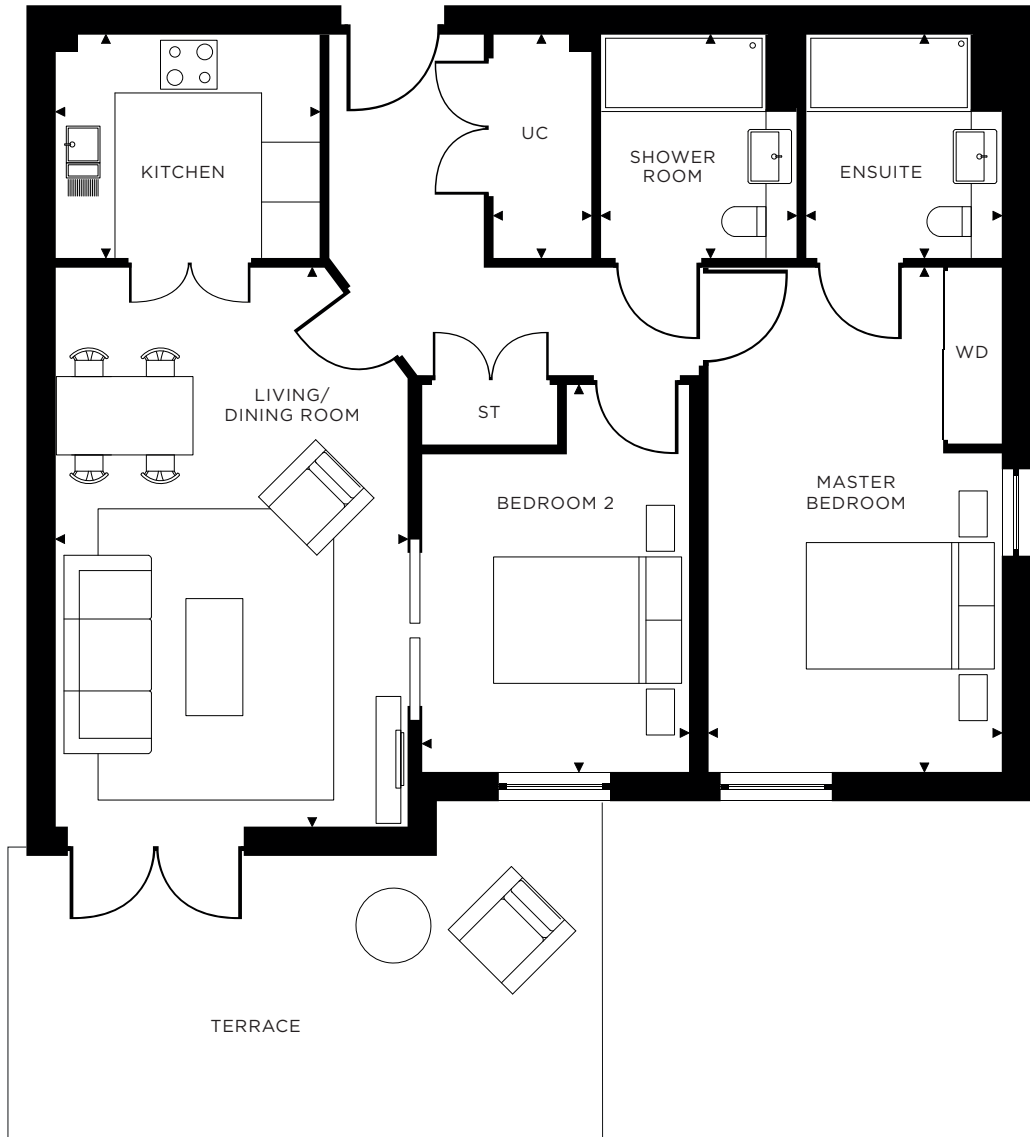 KITCHEN
UC
SHOWER
ROOM
ENSUITE
LIVING/
DINING ROOM
ST
WD
BEDROOM 2
MASTER
BEDROOM
TERRACE